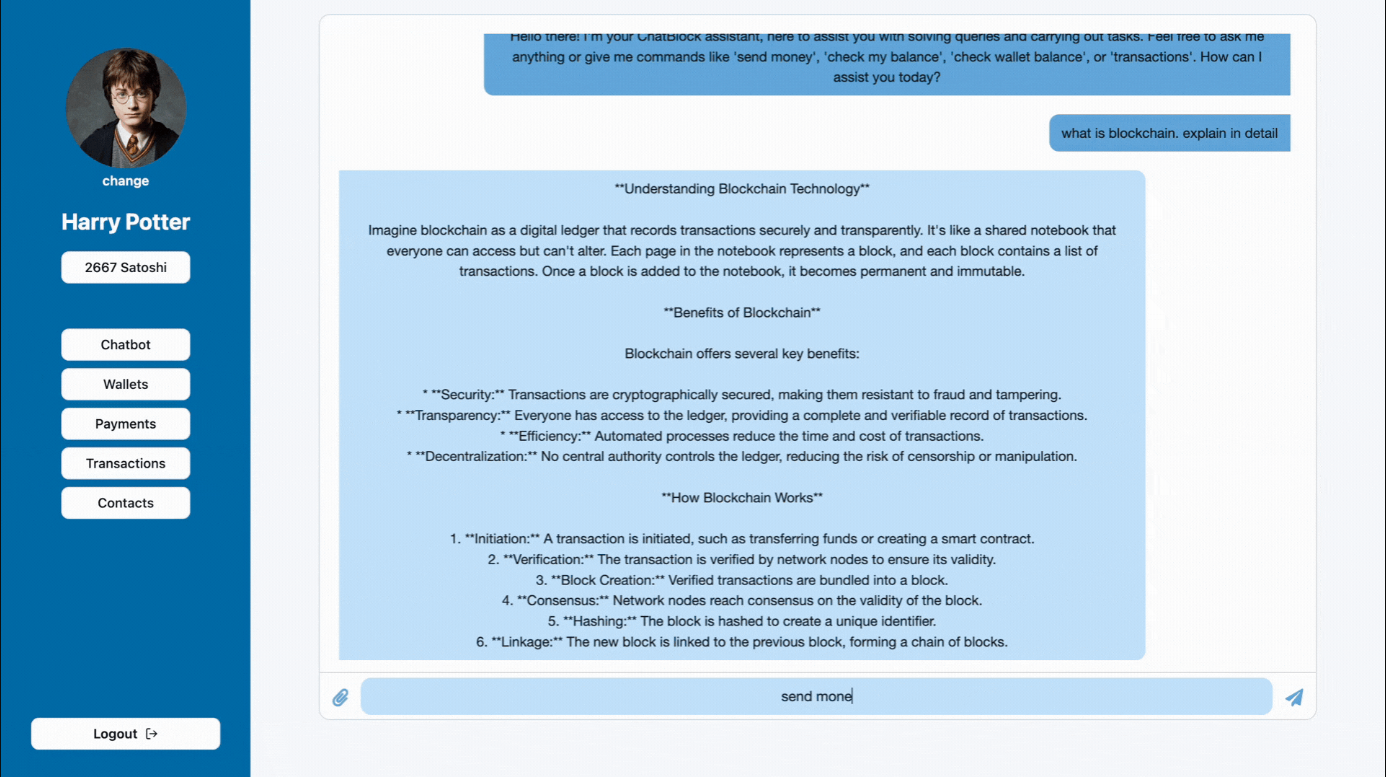 change
Harry Potter
2667 Satoshi
Chatbot
Wallets
Payments
Transactions
Contacts
Logout
Hello there! I'm your ChatBlock assistant, here to assist you with solving queries and carrying out tasks. Feel free to ask me
anything or give me commands like 'send money', 'check my balance', 'check wallet balance', or 'transactions'. How can I
assist you today?
what is blockchain. explain in detail
**Understanding Blockchain Technology**
Imagine blockchain as a digital ledger that records transactions securely and transparently. It's like a shared notebook that
everyone can access but can't alter. Each page in the notebook represents a block, and each block contains a list of
transactions. Once a block is added to the notebook, it becomes permanent and immutable.
**Benefits of Blockchain**
Blockchain offers several key benefits:
* **Security:** Transactions are cryptographically secured, making them resistant to fraud and tampering.
* **Transparency:** Everyone has access to the ledger, providing a complete and verifiable record of transactions.
* **Efficiency:** Automated processes reduce the time and cost of transactions.
* **Decentralization:** No central authority controls the ledger, reducing the risk of censorship or manipulation.
**How Blockchain Works**
1. **Initiation:** A transaction is initiated, such as transferring funds or creating a smart contract.
2. **Verification:** The transaction is verified by network nodes to ensure its validity.
3. **Block Creation:** Verified transactions are bundled into a block.
4. **Consensus:** Network nodes reach consensus on the validity of the block.
5. **Hashing:** The block is hashed to create a unique identifier.
6. **Linkage:** The new block is linked to the previous block, forming a chain of blocks.
send mone